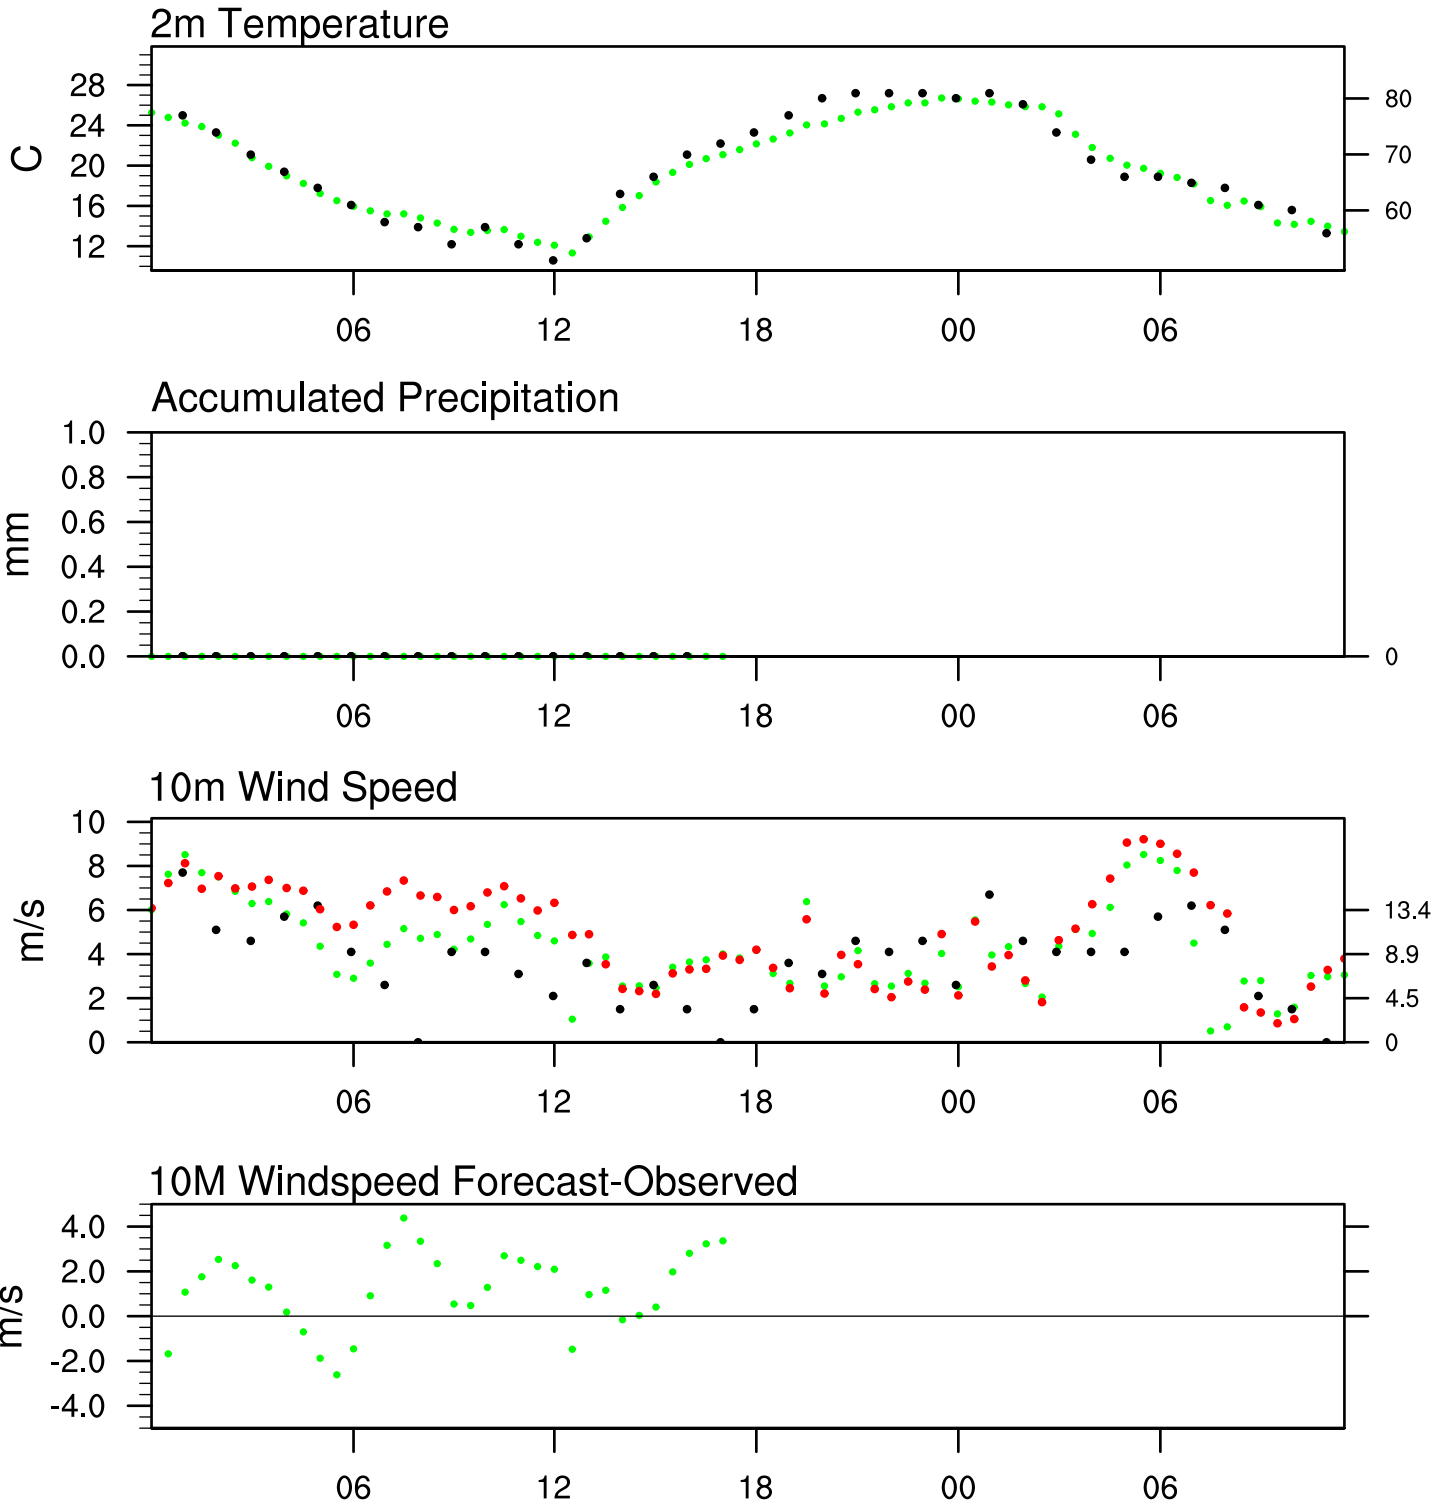 2m Temperature
28
24
20
16
12
C
80
70
60
06 12 18 00 06
Accumulated Precipitation
1.0
0.8
0.6
0.4
0.2
0.0
mm
0
06 12 18 00 06
10m Wind Speed
10
8
6
4
2
0
m/s
13.4
8.9
4.5
0
06 12 18 00 06
10M Windspeed Forecast-Observed
4.0
2.0
0.0
-2.0
-4.0
m/s
06 12 18 00 06